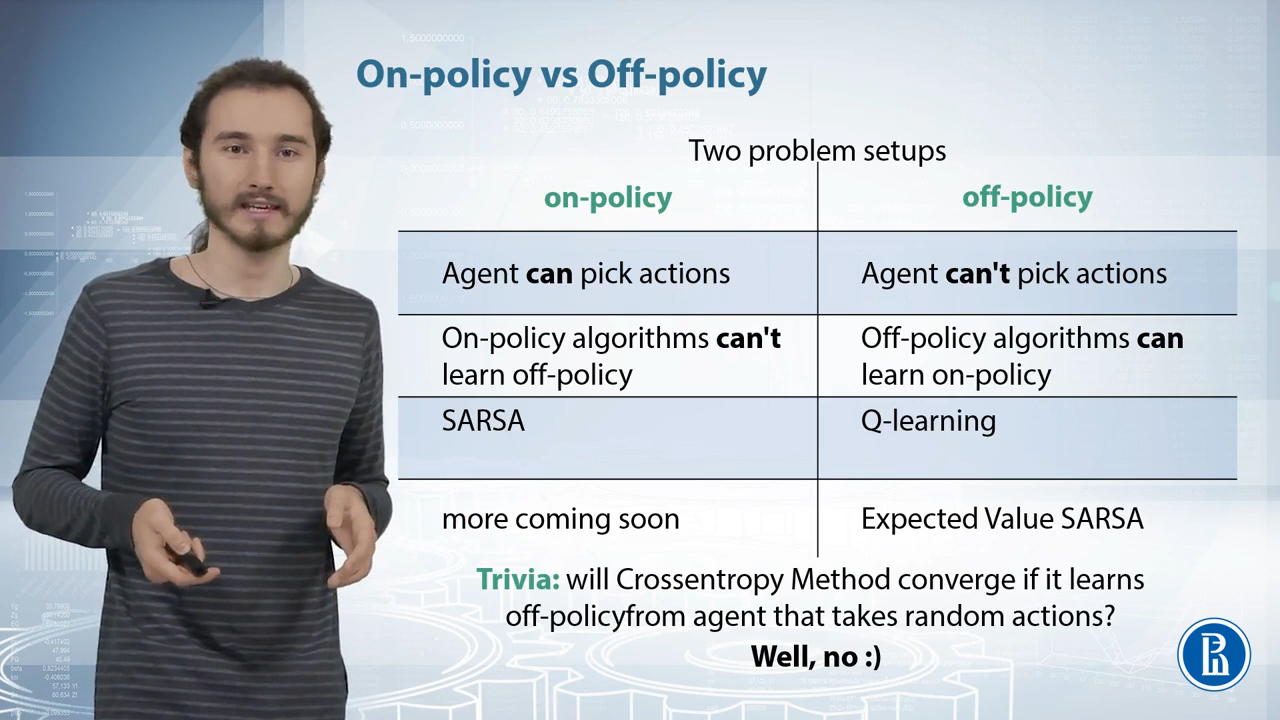 On-policy vs Off-policy
Two problem setups
on-policy
off-policy
Agent can pick actions
Agent can't pick actions
On-policy algorithms can't
learn off-policy
Off-policy algorithms can
learn on-policy
SARSA
Q-learning
more coming soon
Expected Value SARSA
Trivia: will Crossentropy Method converge if it learns
off-policyfrom agent that takes random actions?
Well, no :)